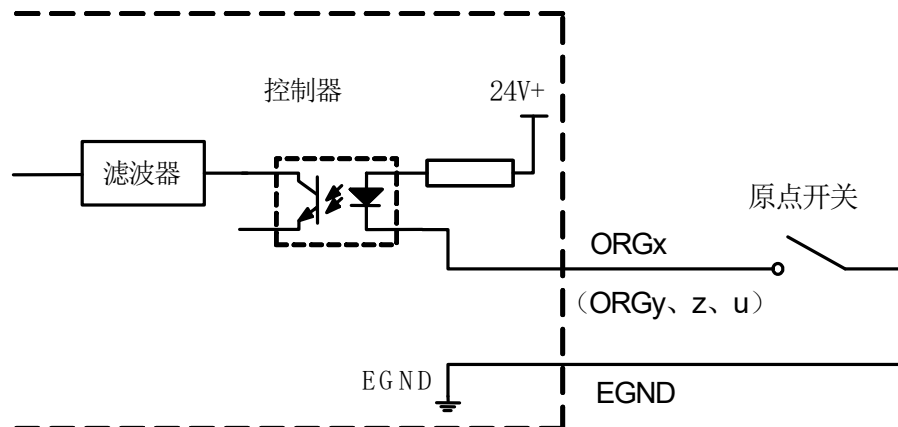 控制器
24V+
滤波器
原点开关
ORGx
（ORGy、z、u）
EGND
EGND